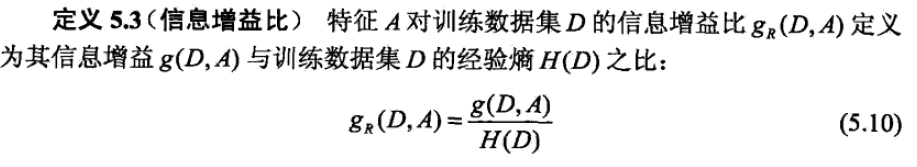 定义 5.3（信息增益比） 特征 A 对训练数据集 D 的信息增益比 g_R(D, A) 定义
为其信息增益 g(D, A) 与训练数据集 D 的经验熵 H(D) 之比：
g_R(D, A) = g(D, A) / H(D) (5.10)